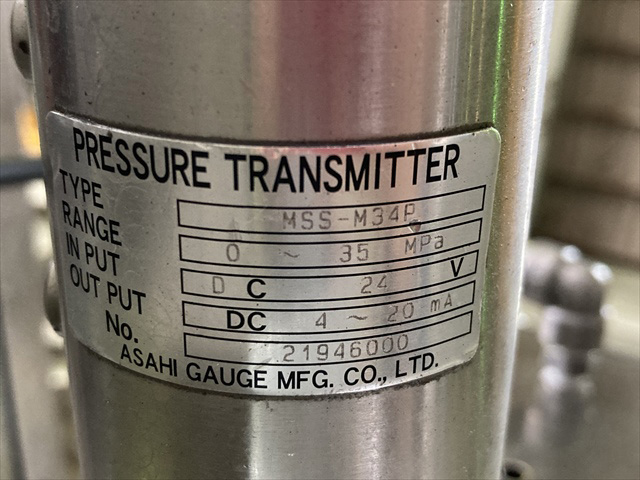 PRESSURE TRANSMITTER
TYPE MSS-M34P
RANGE 0 ~ 35 MPa
IN PUT DC 24 V
OUT PUT DC 4 ~ 20 mA
No. 21946000
ASAHI GAUGE MFG. CO., LTD.